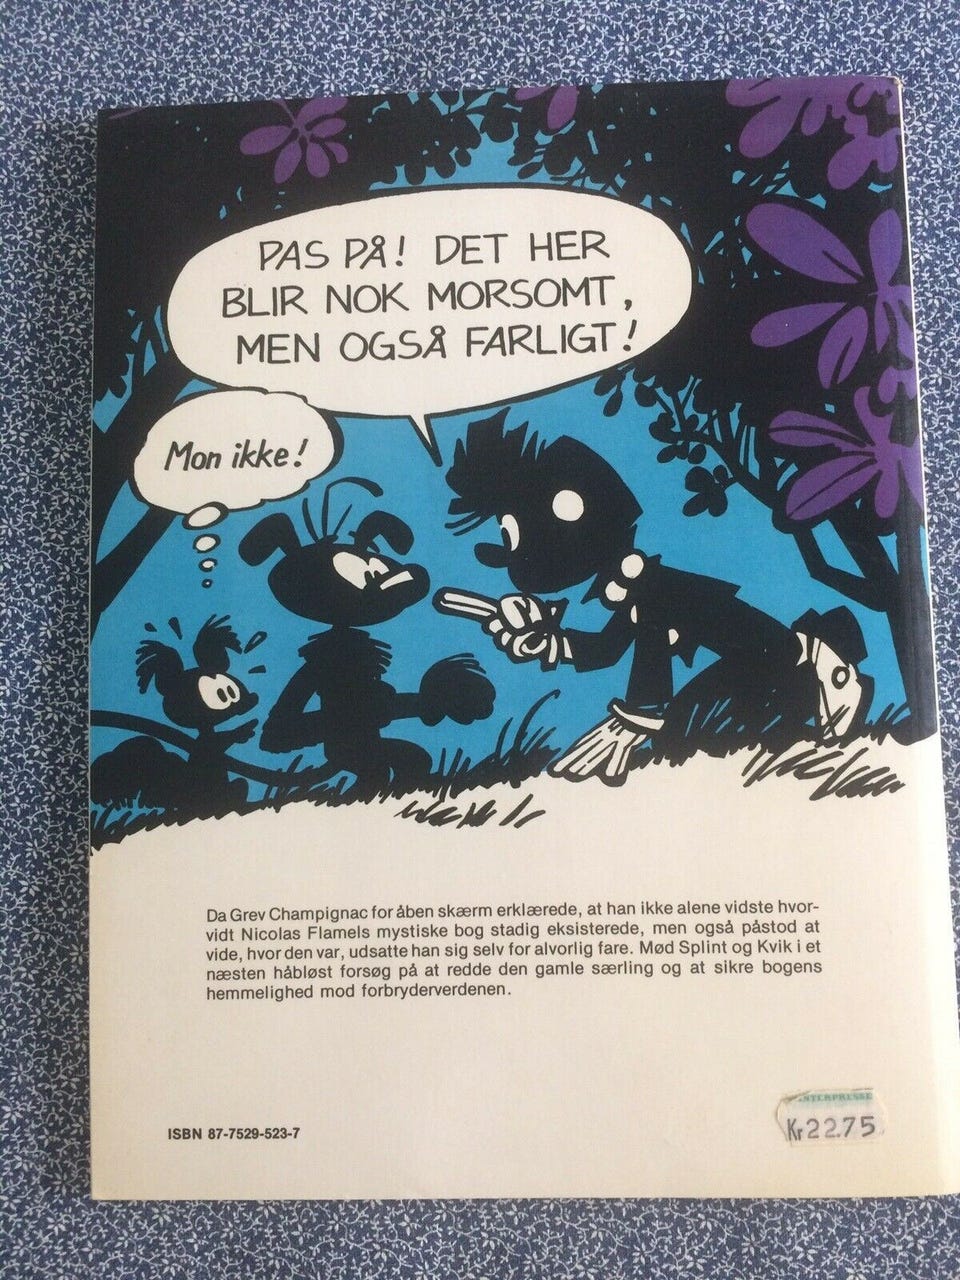 PAS PÅ! DET HER
BLIR NOK MORSOMT,
MEN OGSÅ FARLIGT!
Mon ikke!
Da Grev Champignac for åben skærm erklærede, at han ikke alene vidste hvor-
vidt Nicolas Flamels mystiske bog stadig eksisterede, men også påstod at
vide, hvor den var, udsatte han sig selv for alvorlig fare. Mød Splint og Kvik i et
næsten håbløst forsøg på at redde den gamle særling og at sikre bogens
hemmelighed mod forbryderverdenen.
ISBN 87-7529-523-7
INTERPRESSE
Kr 22.75